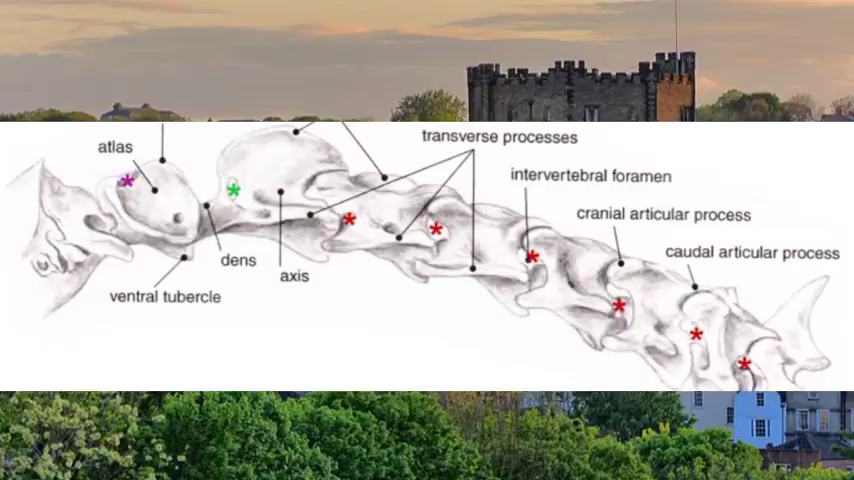 transverse processes
atlas
intervertebral foramen
cranial articular process
caudal articular process
dens
axis
ventral tubercle